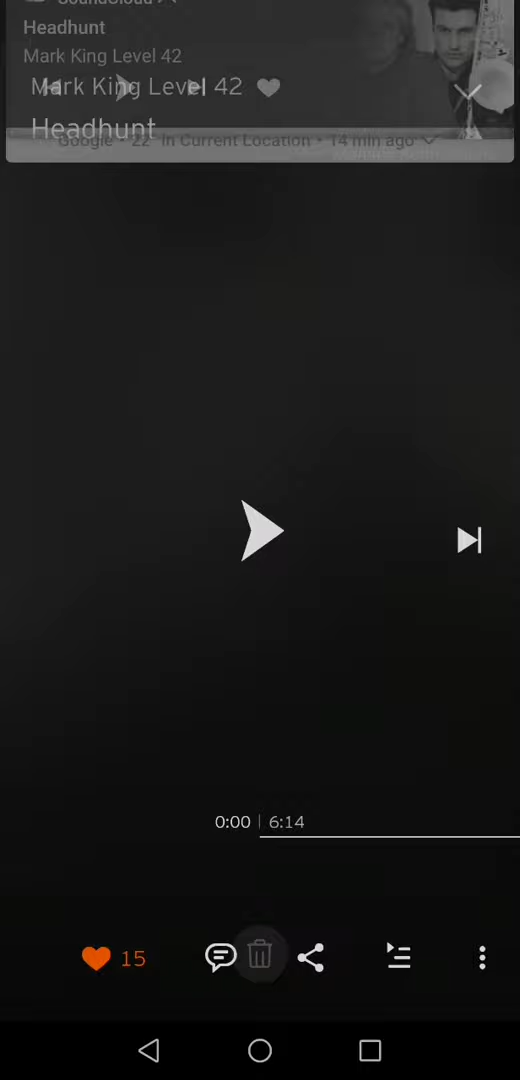 SoundCloud
Headhunt
Mark King Level 42
Mark King Level 42
Headhunt
Google • 22° In Current Location • 14 min ago
0:00 | 6:14
15